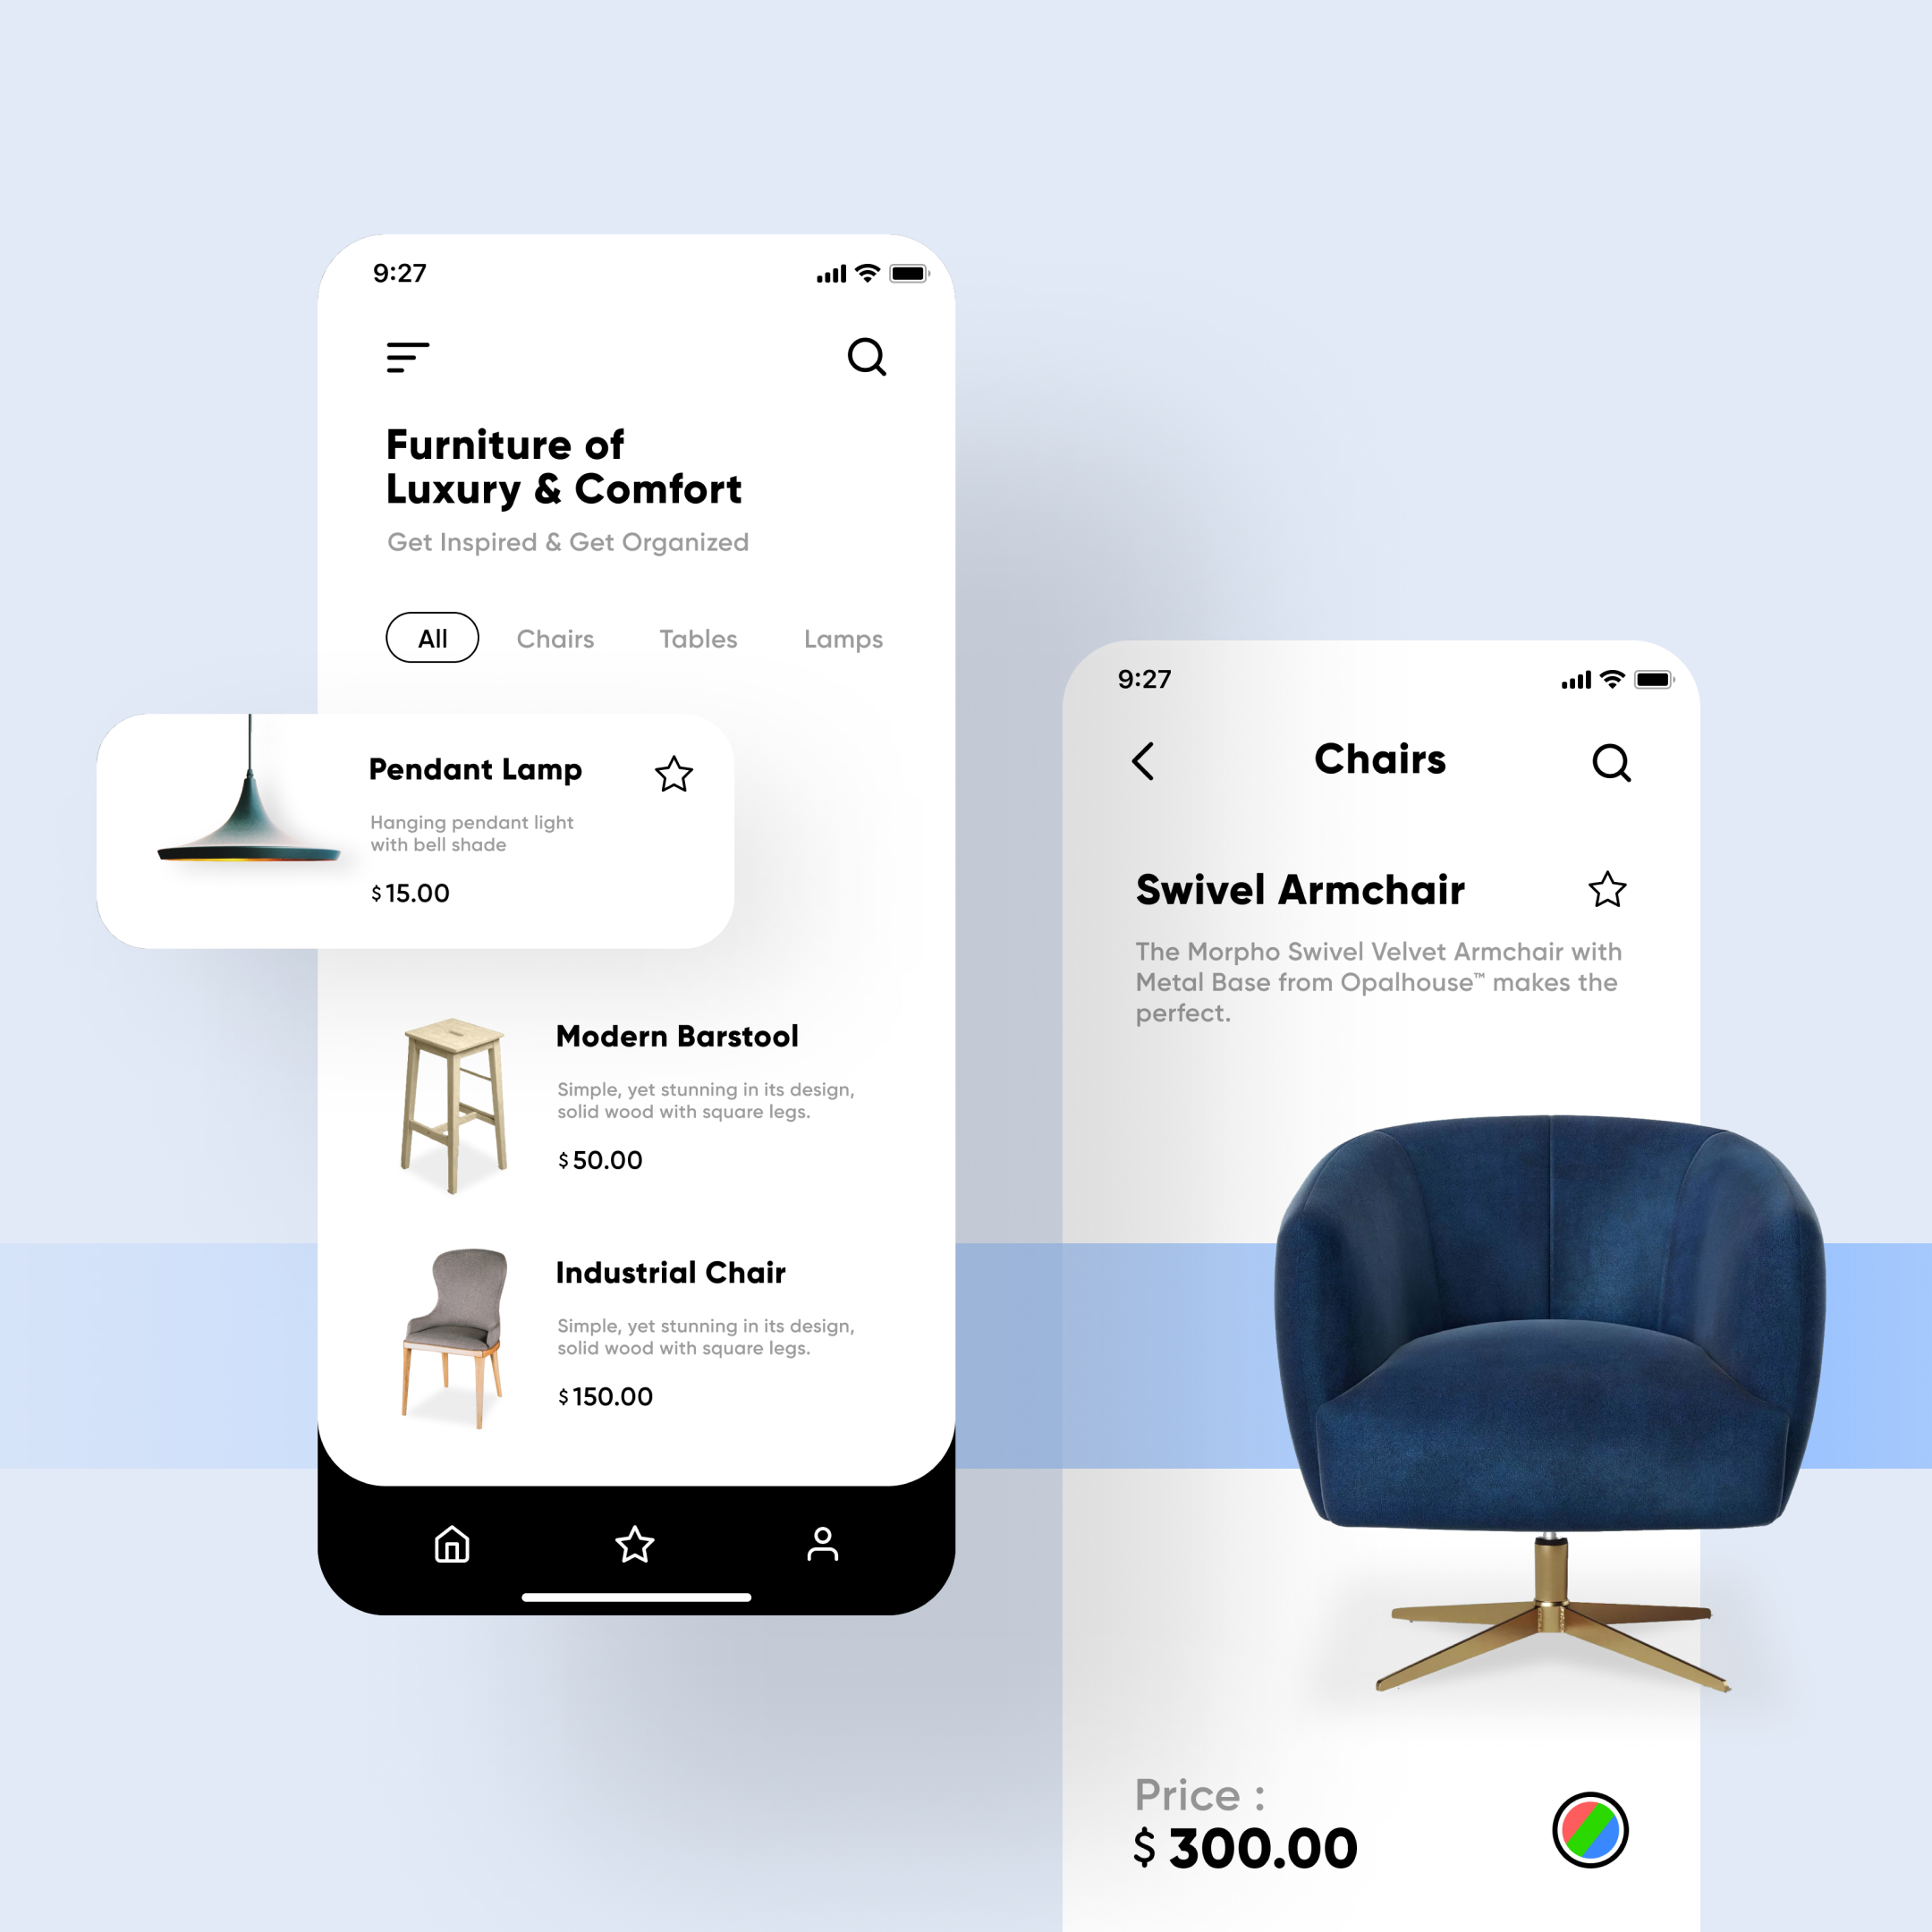 9:27
Furniture of
Luxury & Comfort
Get Inspired & Get Organized
All Chairs Tables Lamps
Pendant Lamp
Hanging pendant light
with bell shade
$15.00
Modern Barstool
Simple, yet stunning in its design,
solid wood with square legs.
$50.00
Industrial Chair
Simple, yet stunning in its design,
solid wood with square legs.
$150.00
9:27
Chairs
Swivel Armchair
The Morpho Swivel Velvet Armchair with
Metal Base from Opalhouse™ makes the
perfect.
Price :
$ 300.00